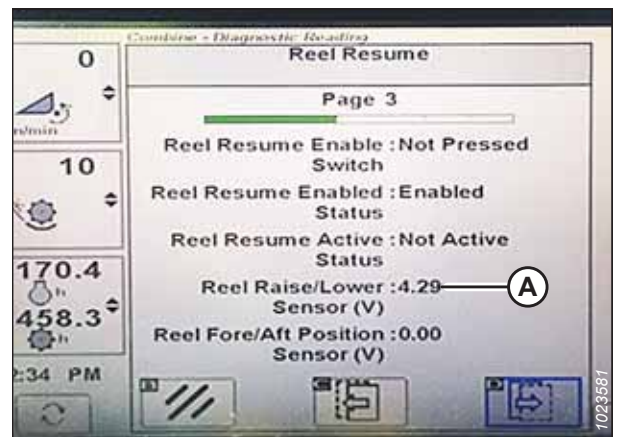 Combine - Diagnostic Reading
Reel Resume
0
Page 3
n/min
Reel Resume Enable : Not Pressed
Switch
10
Reel Resume Enabled : Enabled
Status
Reel Resume Active : Not Active
Status
170.4
h
Reel Raise/Lower : 4.29
Sensor (V)
A
458.3
h
Reel Fore/Aft Position : 0.00
Sensor (V)
2:34 PM
1023581